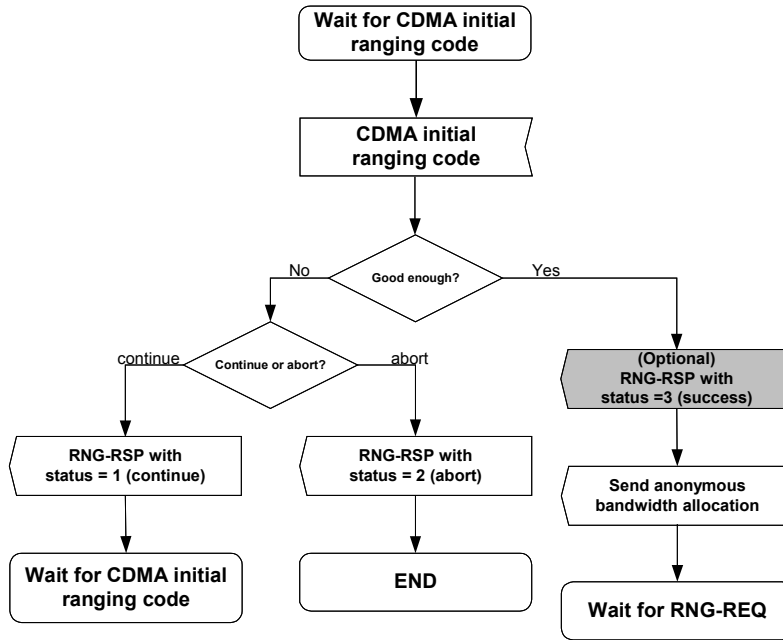 Wait for CDMA initial
ranging code
CDMA initial
ranging code
Good enough?
No
Yes
Continue or abort?
continue
abort
(Optional)
RNG-RSP with
status =3 (success)
RNG-RSP with
status = 1 (continue)
RNG-RSP with
status = 2 (abort)
Send anonymous
bandwidth allocation
Wait for CDMA initial
ranging code
END
Wait for RNG-REQ